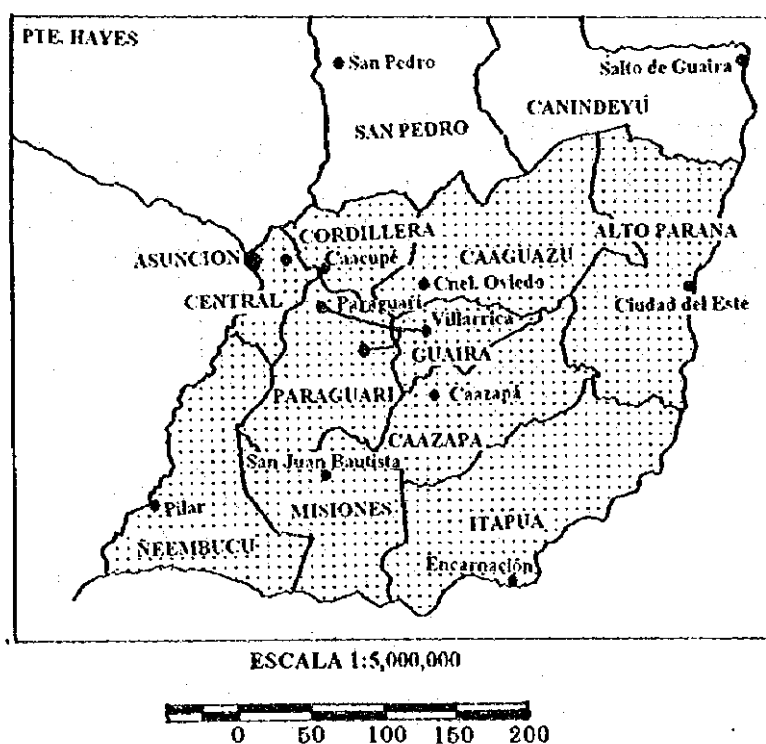 PTE. HAYES
San Pedro
Salto de Guaira
CANINDEYÚ
SAN PEDRO
CORDILLERA
ALTO PARANA
ASUNCION
Caacupé
CAAGUAZU
Cnel. Oviedo
CENTRAL
Paraguarí
Ciudad del Este
Villarrica
GUAIRA
PARAGUARI
Caazapá
CAAZAPA
San Juan Bautista
Pilar
MISIONES
ITAPUA
ÑEEMBUCU
Encarnación
ESCALA 1:5,000,000
0 50 100 150 200